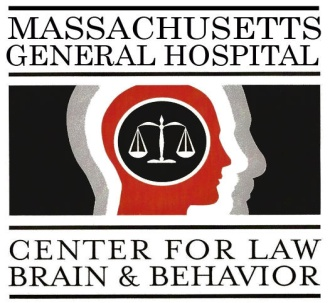 MASSACHUSETTS
GENERAL HOSPITAL
CENTER FOR LAW
BRAIN & BEHAVIOR